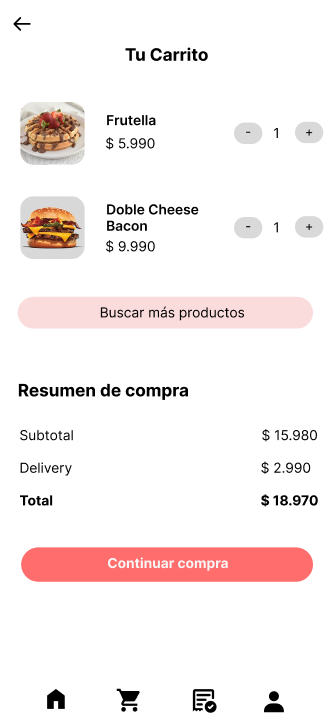 Tu Carrito
Frutella
$ 5.990
- 1 +
Doble Cheese
Bacon
$ 9.990
- 1 +
Buscar más productos
Resumen de compra
Subtotal $ 15.980
Delivery $ 2.990
Total $ 18.970
Continuar compra